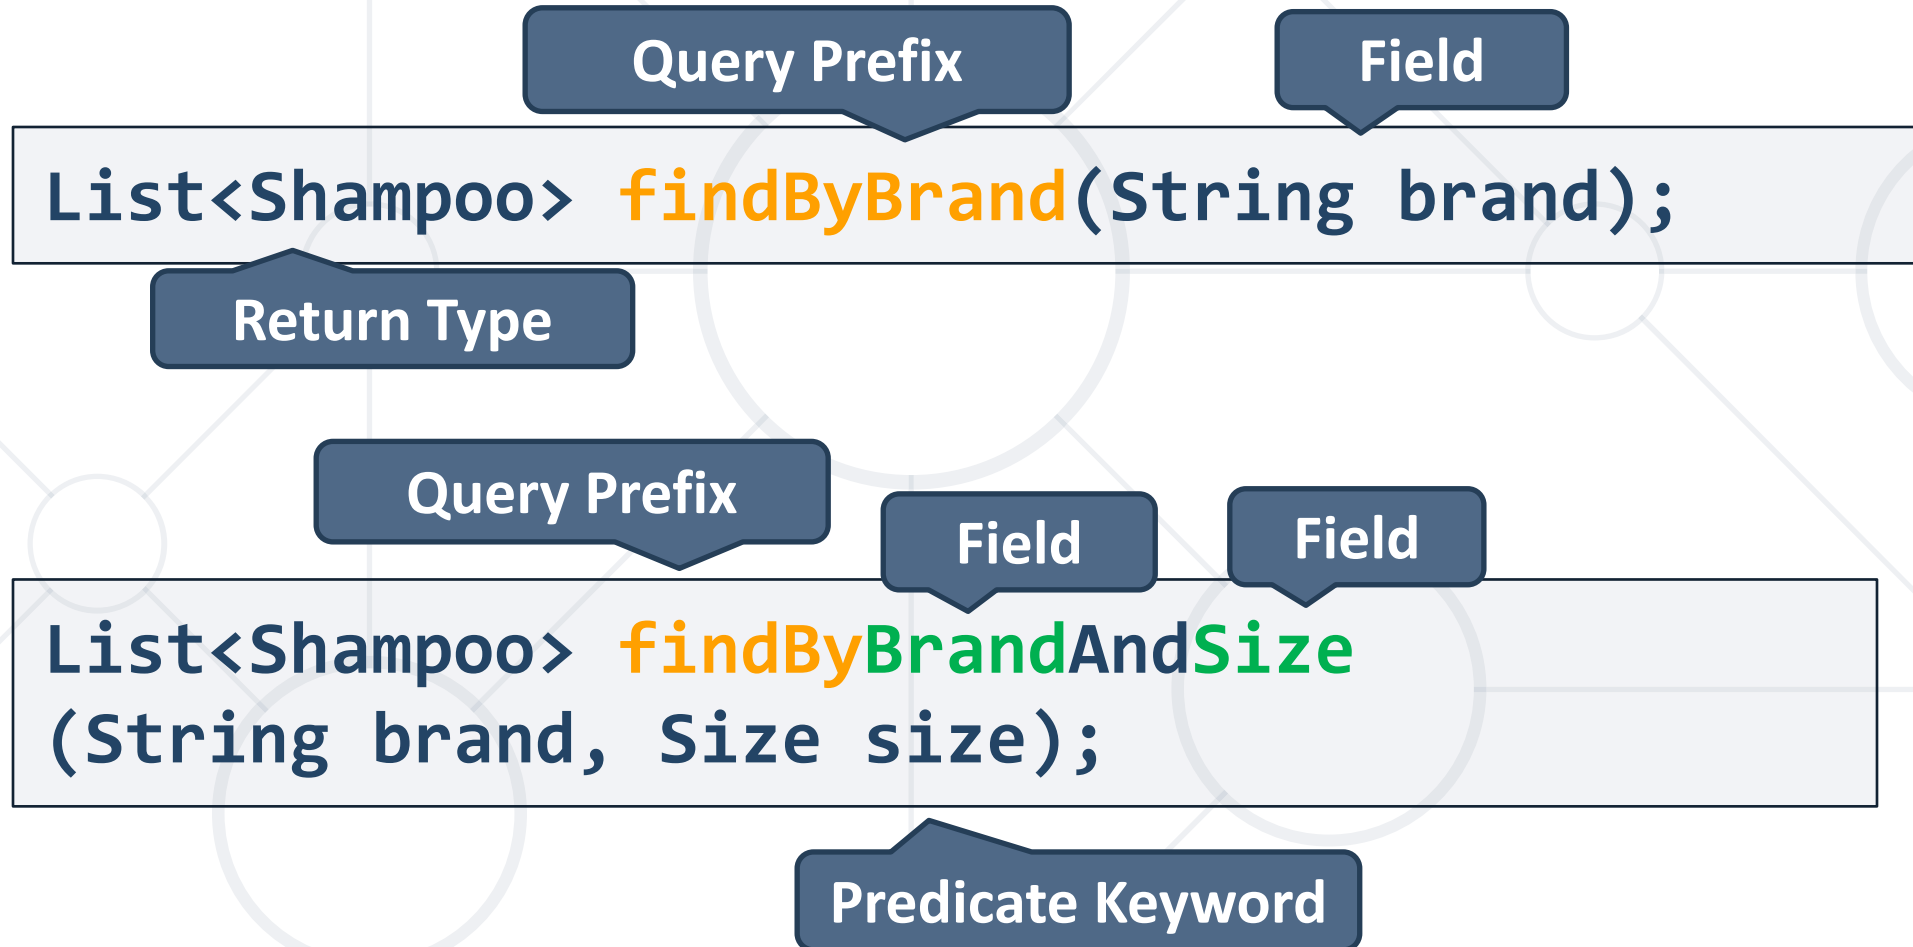 Query Prefix
Field
List<Shampoo> findByBrand(String brand);
Return Type
Query Prefix
Field
Field
List<Shampoo> findByBrandAndSize
(String brand, Size size);
Predicate Keyword